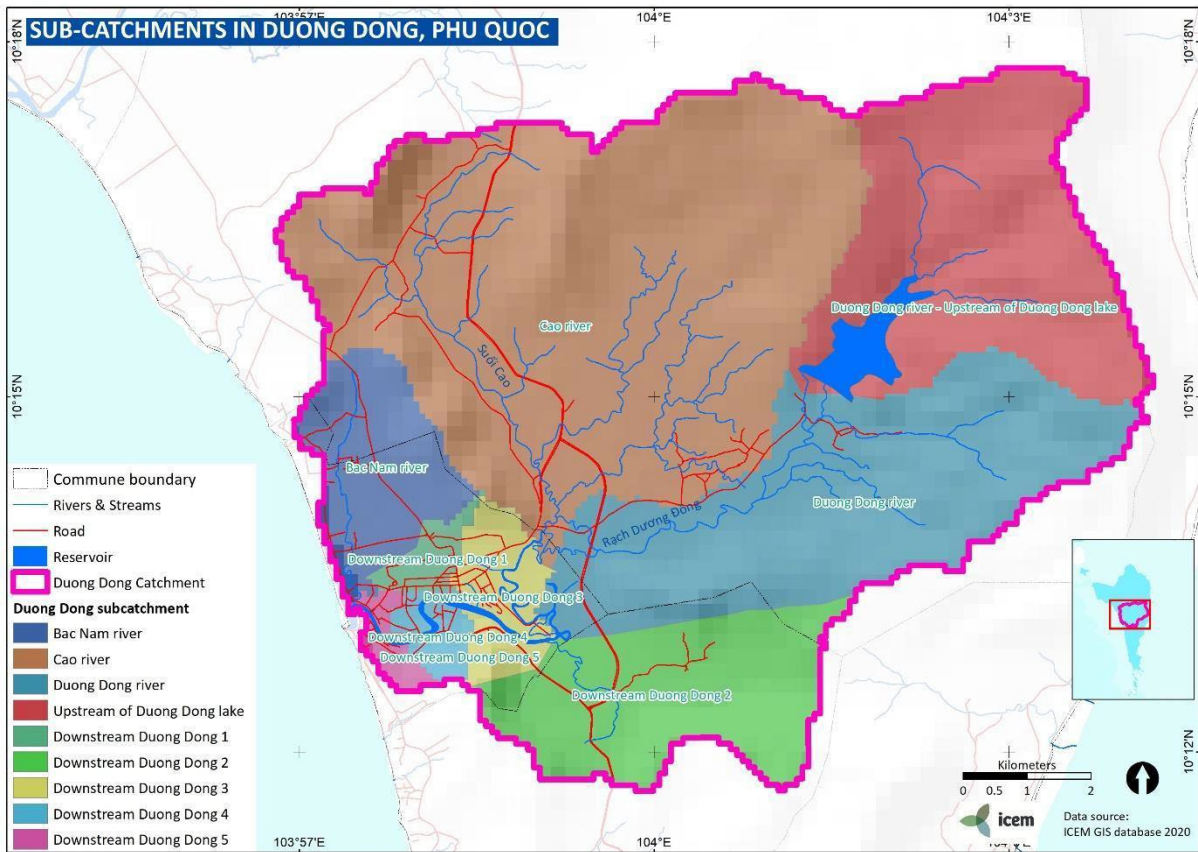 SUB-CATCHMENTS IN DUONG DONG, PHU QUOC
103°57'E
104°E
104°3'E
10°18'N
10°18'N
Duong Dong river - Upstream of Duong Dong lake
Cao river
Suối Cao
10°15'N
10°15'N
Bac Nam river
Duong Dong river
Rạch Dương Đông
Downstream Duong Dong 1
Downstream Duong Dong 3
Downstream Duong Dong 4
Downstream Duong Dong 5
Downstream Duong Dong 2
Commune boundary
Rivers & Streams
Road
Reservoir
Duong Dong Catchment
Duong Dong subcatchment
Bac Nam river
Cao river
Duong Dong river
Upstream of Duong Dong lake
Downstream Duong Dong 1
Downstream Duong Dong 2
Downstream Duong Dong 3
Downstream Duong Dong 4
Downstream Duong Dong 5
10°12'N
Kilometers
0 0.5 1 2
icem
Data source:
ICEM GIS database 2020
103°57'E
104°E